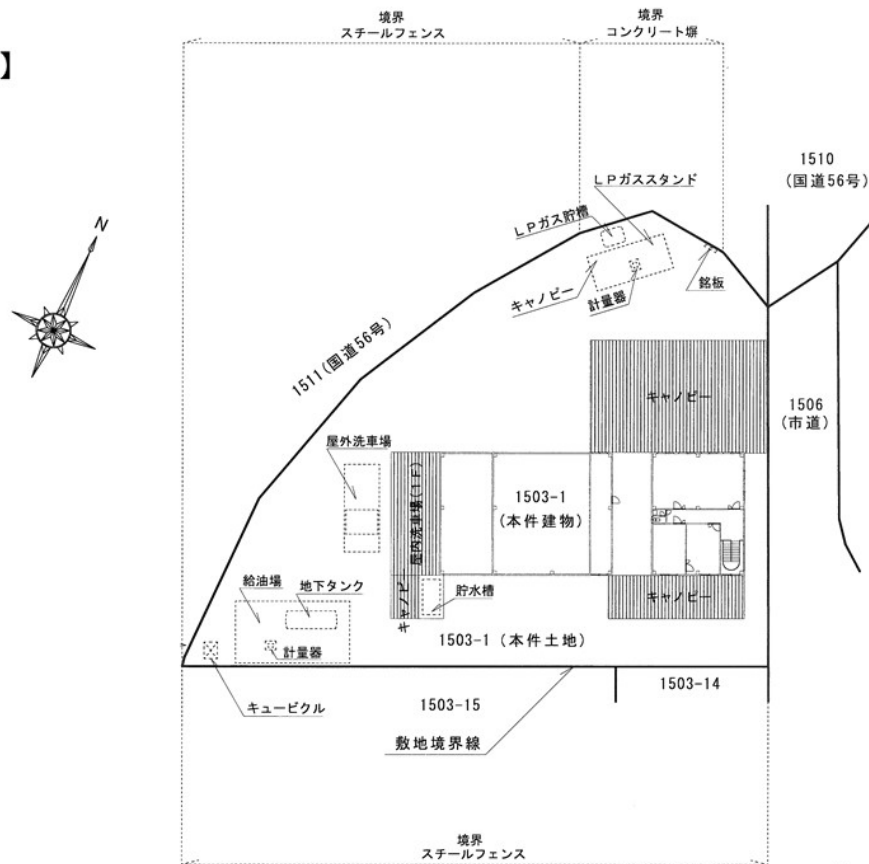 】
境界
スチールフェンス
境界
コンクリート塀
1510
(国道56号)
LPガススタンド
LPガス貯槽
N
キャノピー
計量器
銘板
1511(国道56号)
キャノピー
1506
(市道)
屋外洗車場
屋内洗車場(1F)
1503-1
(本件建物)
給油場
地下タンク
キャノピー
貯水槽
キャノピー
計量器
1503-1 (本件土地)
キュービクル
1503-15
1503-14
敷地境界線
境界
スチールフェンス